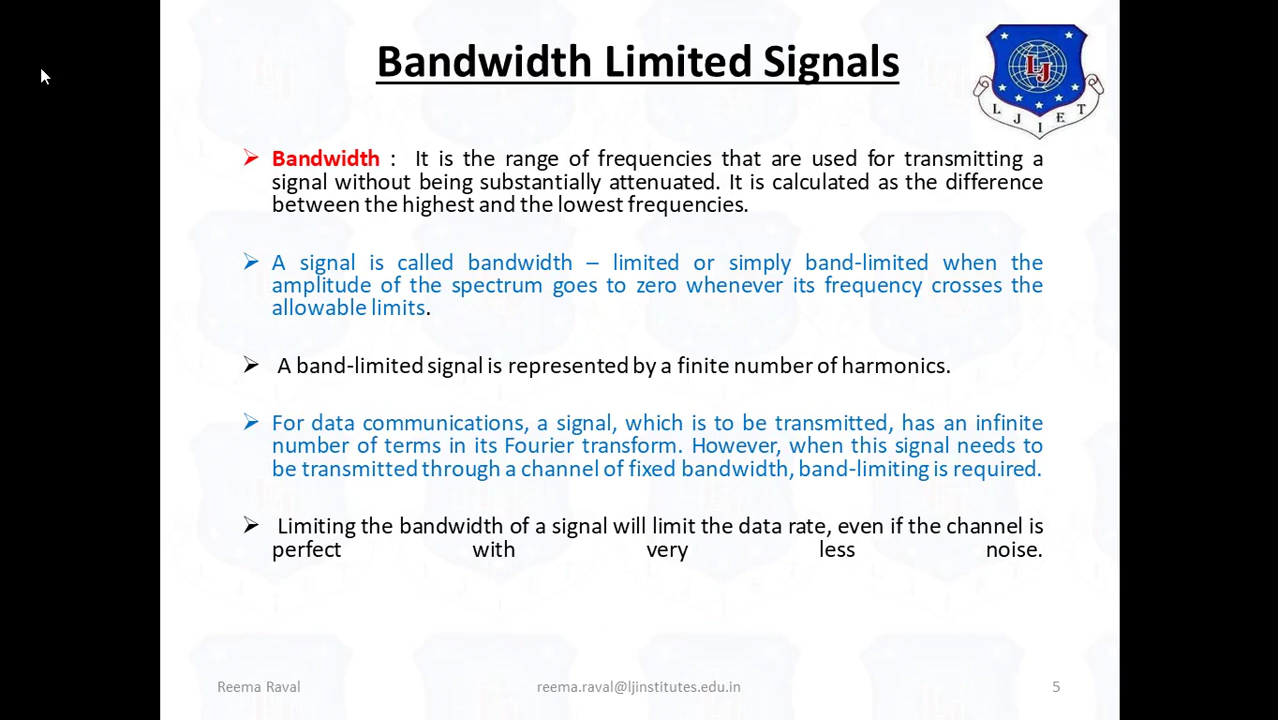 Bandwidth Limited Signals
LJ
L J I E T
➢ Bandwidth : It is the range of frequencies that are used for transmitting a
signal without being substantially attenuated. It is calculated as the difference
between the highest and the lowest frequencies.
➢ A signal is called bandwidth – limited or simply band-limited when the
amplitude of the spectrum goes to zero whenever its frequency crosses the
allowable limits.
➢ A band-limited signal is represented by a finite number of harmonics.
➢ For data communications, a signal, which is to be transmitted, has an infinite
number of terms in its Fourier transform. However, when this signal needs to
be transmitted through a channel of fixed bandwidth, band-limiting is required.
➢ Limiting the bandwidth of a signal will limit the data rate, even if the channel is
perfect with very less noise.
Reema Raval reema.raval@ljinstitutes.edu.in 5